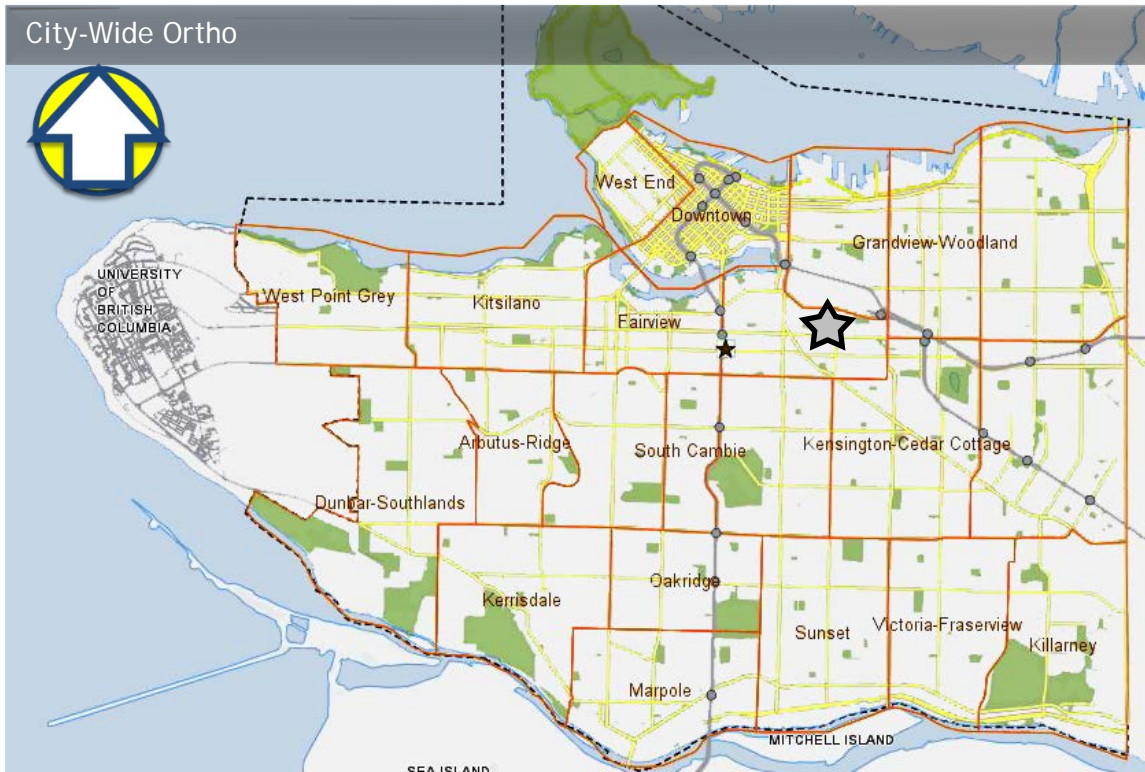 City-Wide Ortho
West End
Downtown
Grandview-Woodland
UNIVERSITY
OF
BRITISH
COLUMBIA
West Point Grey
Kitsilano
Fairview
Arbutus-Ridge
South Cambie
Kensington-Cedar Cottage
Dunbar-Southlands
Oakridge
Kerrisdale
Sunset
Victoria-Fraserview
Killarney
Marpole
MITCHELL ISLAND
SEA ISLAND